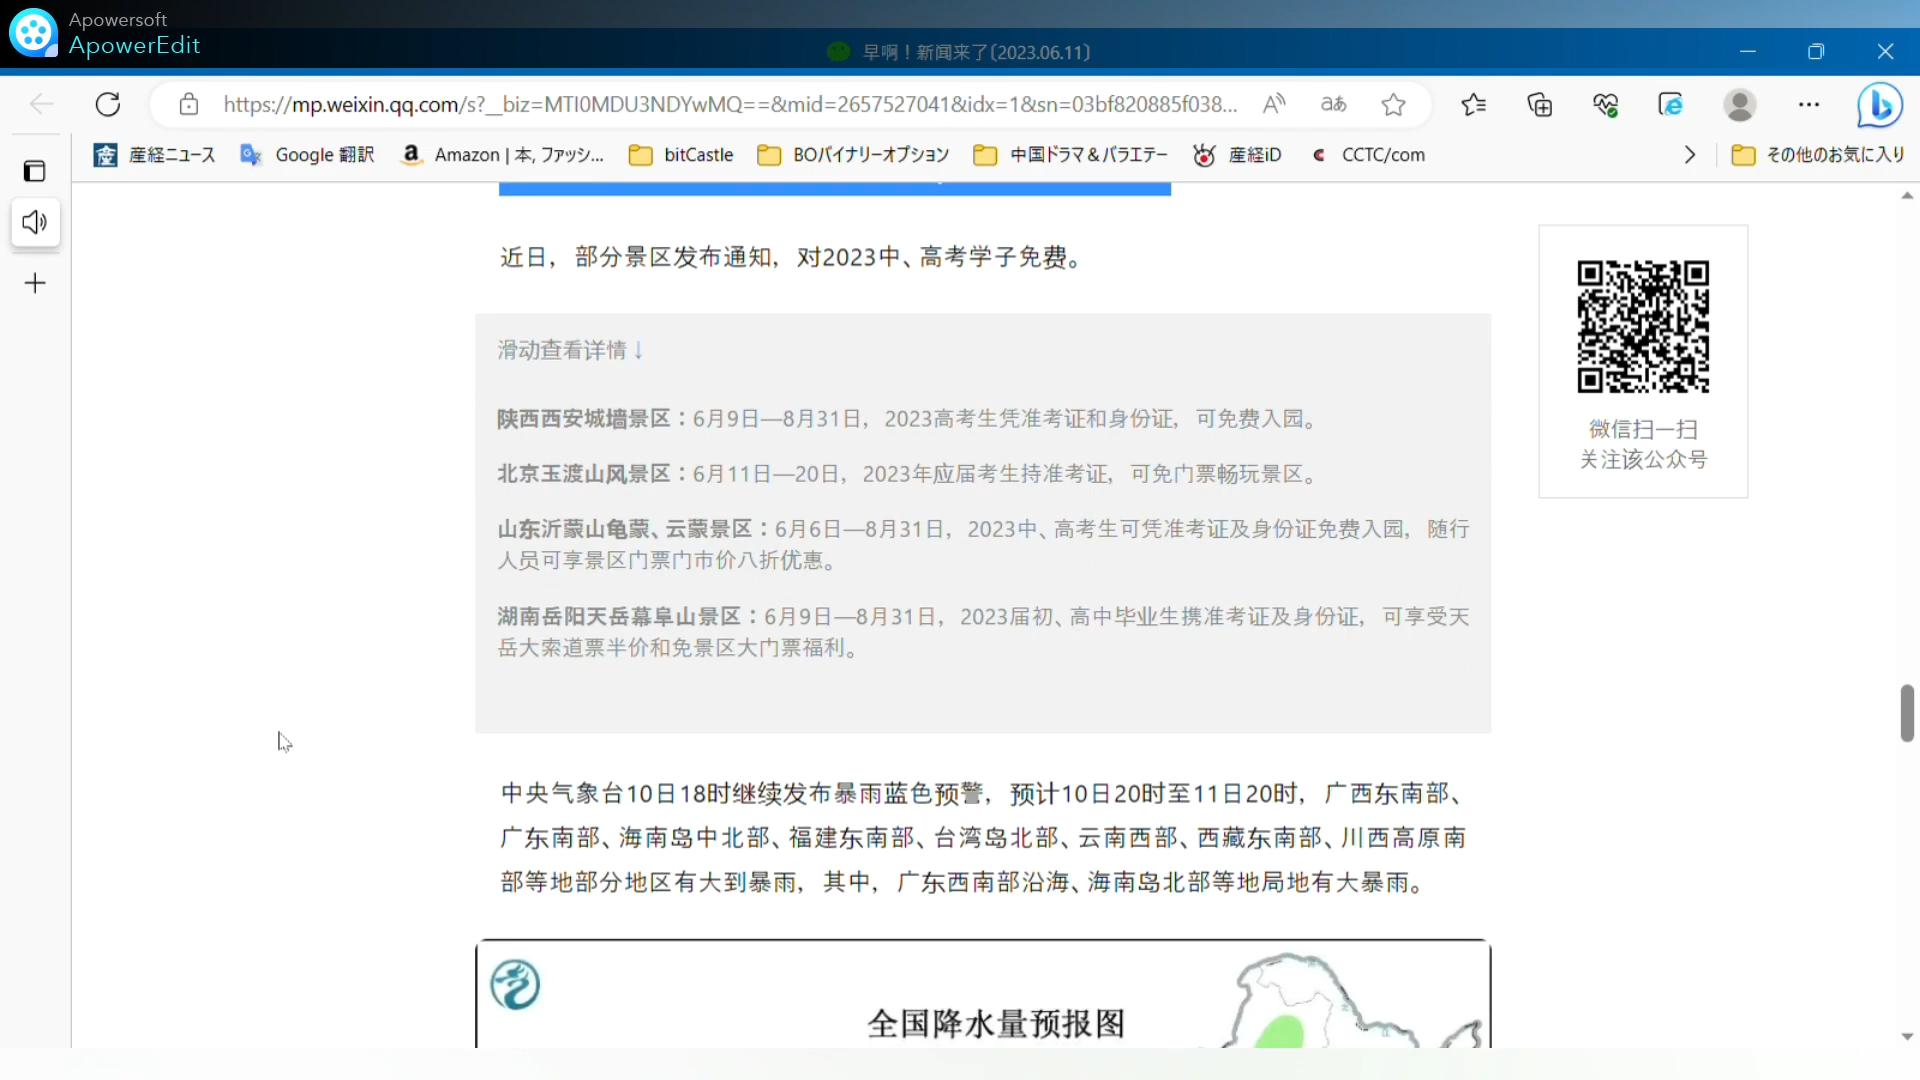 Apowersoft
ApowerEdit
早啊！新闻来了〔2023.06.11〕
https://mp.weixin.qq.com/s?__biz=MTI0MDU3NDYwMQ==&mid=2657527041&idx=1&sn=03bf820885f038...
産経ニュース
Google 翻訳
Amazon | 本, ファッシ...
bitCastle
BOバイナリーオプション
中国ドラマ＆バラエテー
産経iD
CCTC/com
その他のお気に入り
近日，部分景区发布通知，对2023中、高考学子免费。
滑动查看详情↓
陕西西安城墙景区：6月9日—8月31日，2023高考生凭准考证和身份证，可免费入园。
北京玉渡山风景区：6月11日—20日，2023年应届考生持准考证，可免门票畅玩景区。
山东沂蒙山龟蒙、云蒙景区：6月6日—8月31日，2023中、高考生可凭准考证及身份证免费入园，随行
人员可享景区门票门市价八折优惠。
湖南岳阳天岳幕阜山景区：6月9日—8月31日，2023届初、高中毕业生携准考证及身份证，可享受天
岳大索道票半价和免景区大门票福利。
微信扫一扫
关注该公众号
中央气象台10日18时继续发布暴雨蓝色预警，预计10日20时至11日20时，广西东南部、
广东南部、海南岛中北部、福建东南部、台湾岛北部、云南西部、西藏东南部、川西高原南
部等地部分地区有大到暴雨，其中，广东西南部沿海、海南岛北部等地局地有大暴雨。
全国降水量预报图